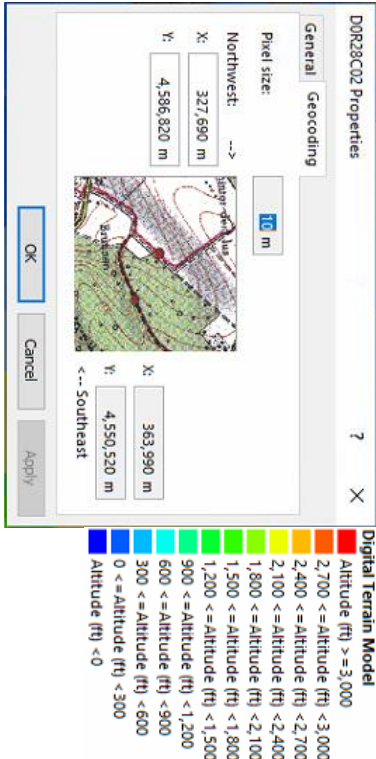 D0R28C02 Properties
?
General
Geocoding
Pixel size:
10 m
Northwest: -->
X:
327,690 m
Y:
4,586,820 m
X:
363,990 m
Y:
4,550,520 m
<-- Southeast
OK
Cancel
Apply
Digital Terrain Model
Altitude (ft) >=3,000
2,700 <=Altitude (ft) <3,000
2,400 <=Altitude (ft) <2,700
2,100 <=Altitude (ft) <2,400
1,800 <=Altitude (ft) <2,100
1,500 <=Altitude (ft) <1,800
1,200 <=Altitude (ft) <1,500
900 <=Altitude (ft) <1,200
600 <=Altitude (ft) <900
300 <=Altitude (ft) <600
0 <=Altitude (ft) <300
Altitude (ft) <0